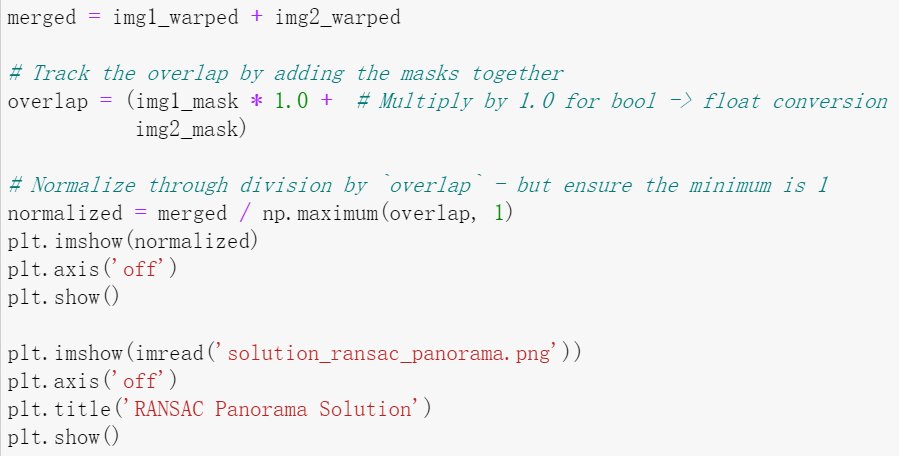 merged = img1_warped + img2_warped

# Track the overlap by adding the masks together
overlap = (img1_mask * 1.0 +  # Multiply by 1.0 for bool -> float conversion
           img2_mask)

# Normalize through division by `overlap` - but ensure the minimum is 1
normalized = merged / np.maximum(overlap, 1)
plt.imshow(normalized)
plt.axis('off')
plt.show()

plt.imshow(imread('solution_ransac_panorama.png'))
plt.axis('off')
plt.title('RANSAC Panorama Solution')
plt.show()